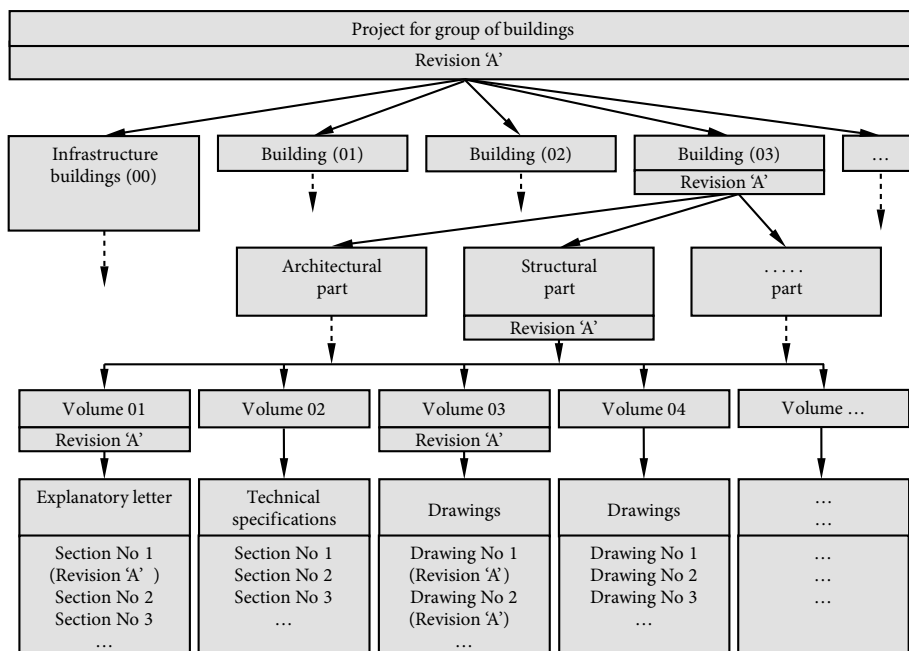 Project for group of buildings
Revision ‘A’
Infrastructure
buildings (00)
Building (01)
Building (02)
Building (03)
Revision ‘A’
…
Architectural
part
Structural
part
Revision ‘A’
.....
part
Volume 01
Revision ‘A’
Volume 02
Volume 03
Revision ‘A’
Volume 04
Volume …
Explanatory letter
Section No 1
(Revision ‘A’ )
Section No 2
Section No 3
…
Technical
specifications
Section No 1
Section No 2
Section No 3
…
Drawings
Drawing No 1
(Revision ‘A’)
Drawing No 2
(Revision ‘A’)
…
Drawings
Drawing No 1
Drawing No 2
Drawing No 3
…
…
…
…
…
…